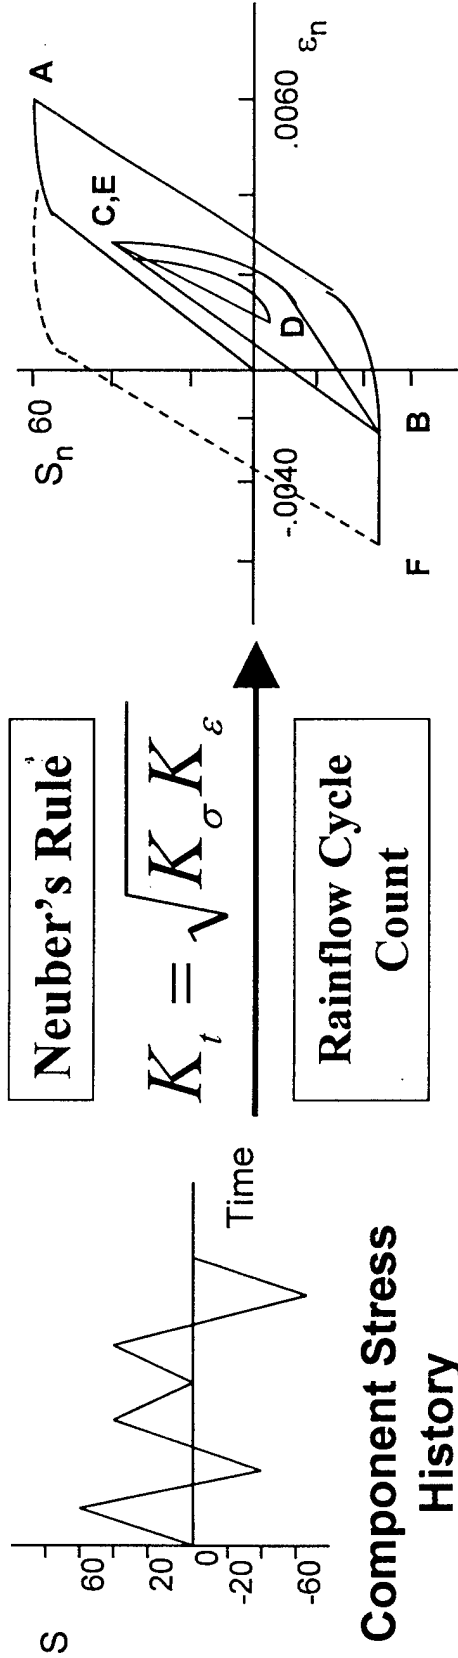 S
60
20
0
-20
-60
Time
Component Stress
History
Neuber's Rule
K_t = √K_σ K_ε
Rainflow Cycle
Count
S_n
60
A
C,E
D
B
F
-.0040
.0060
ε_n